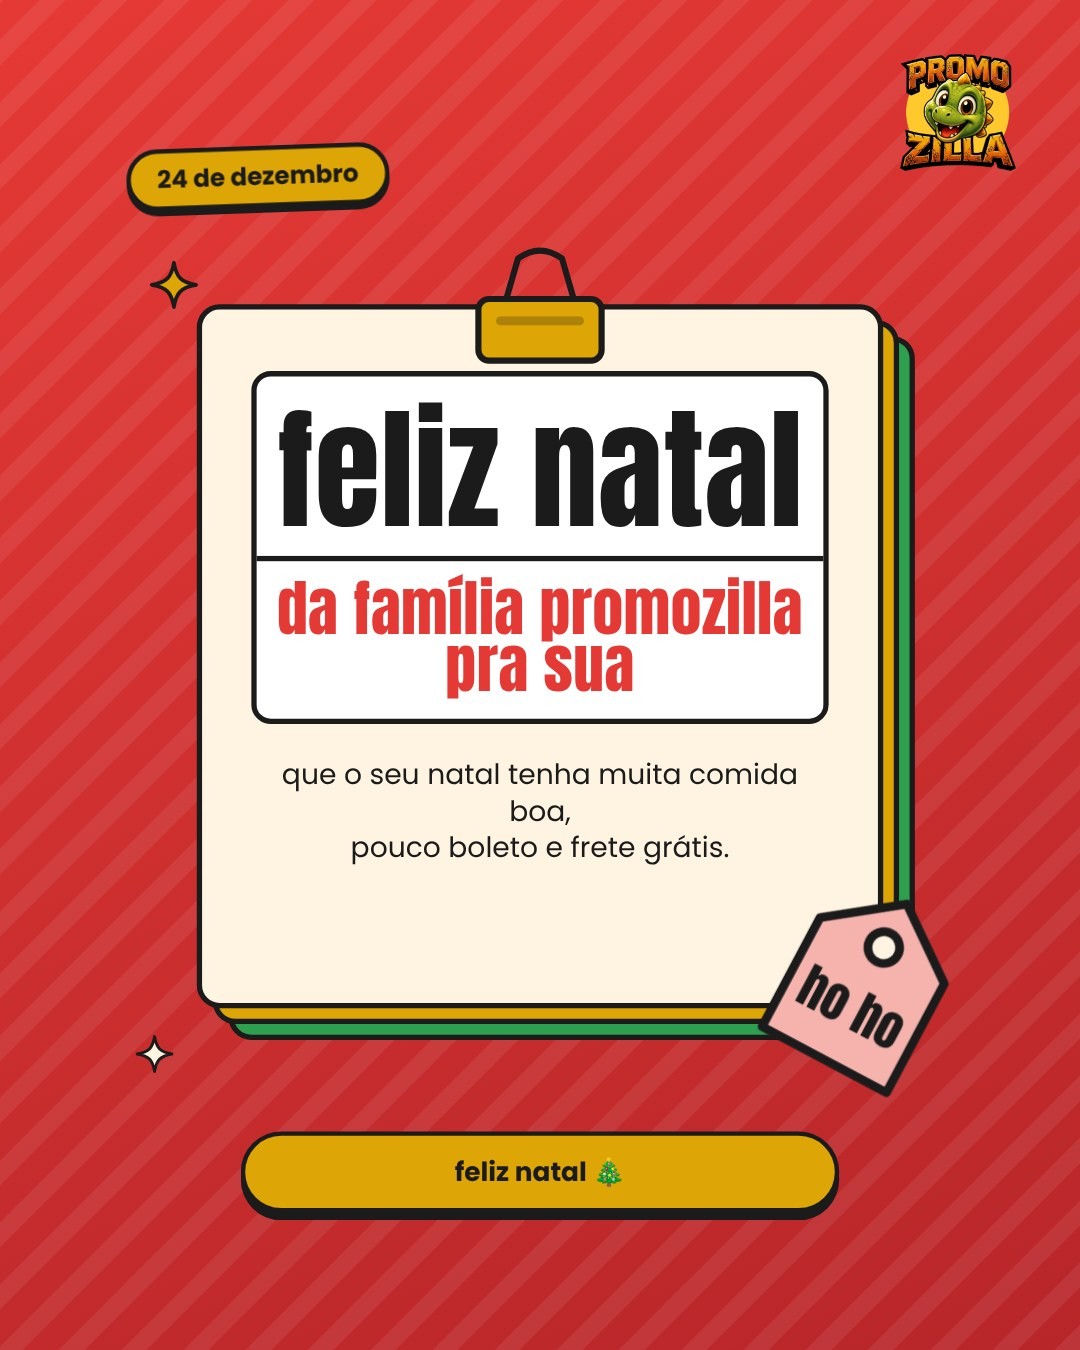 PROMO
ZILLA
24 de dezembro
feliz natal
da família promozilla
pra sua
que o seu natal tenha muita comida
boa,
pouco boleto e frete grátis.
ho ho
feliz natal 🎄